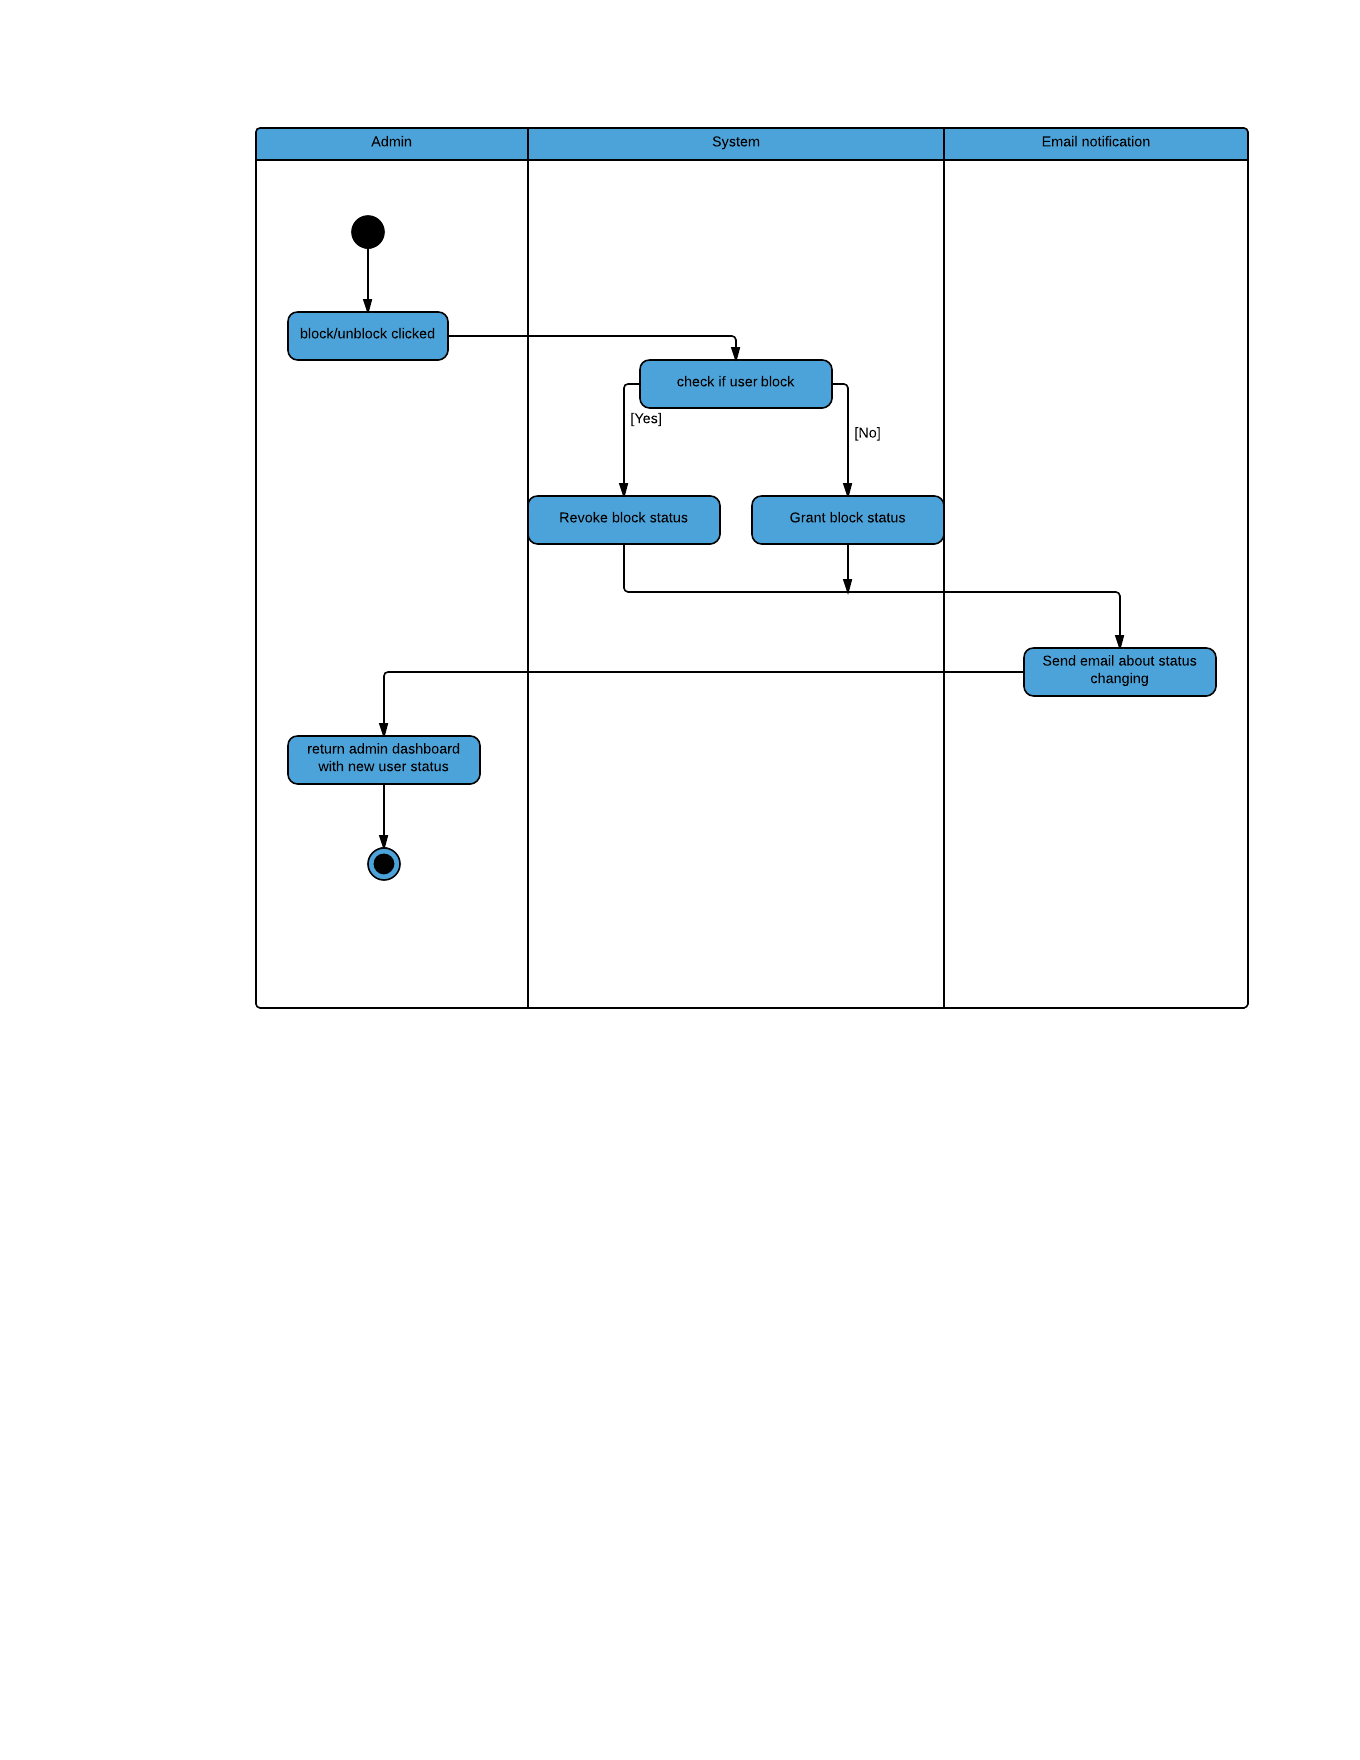 Admin
System
Email notification
block/unblock clicked
check if user block
[Yes]
[No]
Revoke block status
Grant block status
Send email about status
changing
return admin dashboard
with new user status